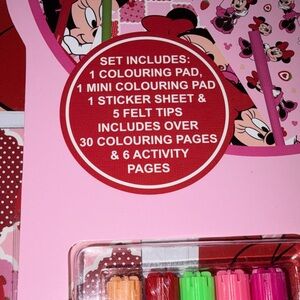 SET INCLUDES:
1 COLOURING PAD,
1 MINI COLOURING PAD
1 STICKER SHEET &
5 FELT TIPS
INCLUDES OVER
30 COLOURING PAGES
& 6 ACTIVITY
PAGES